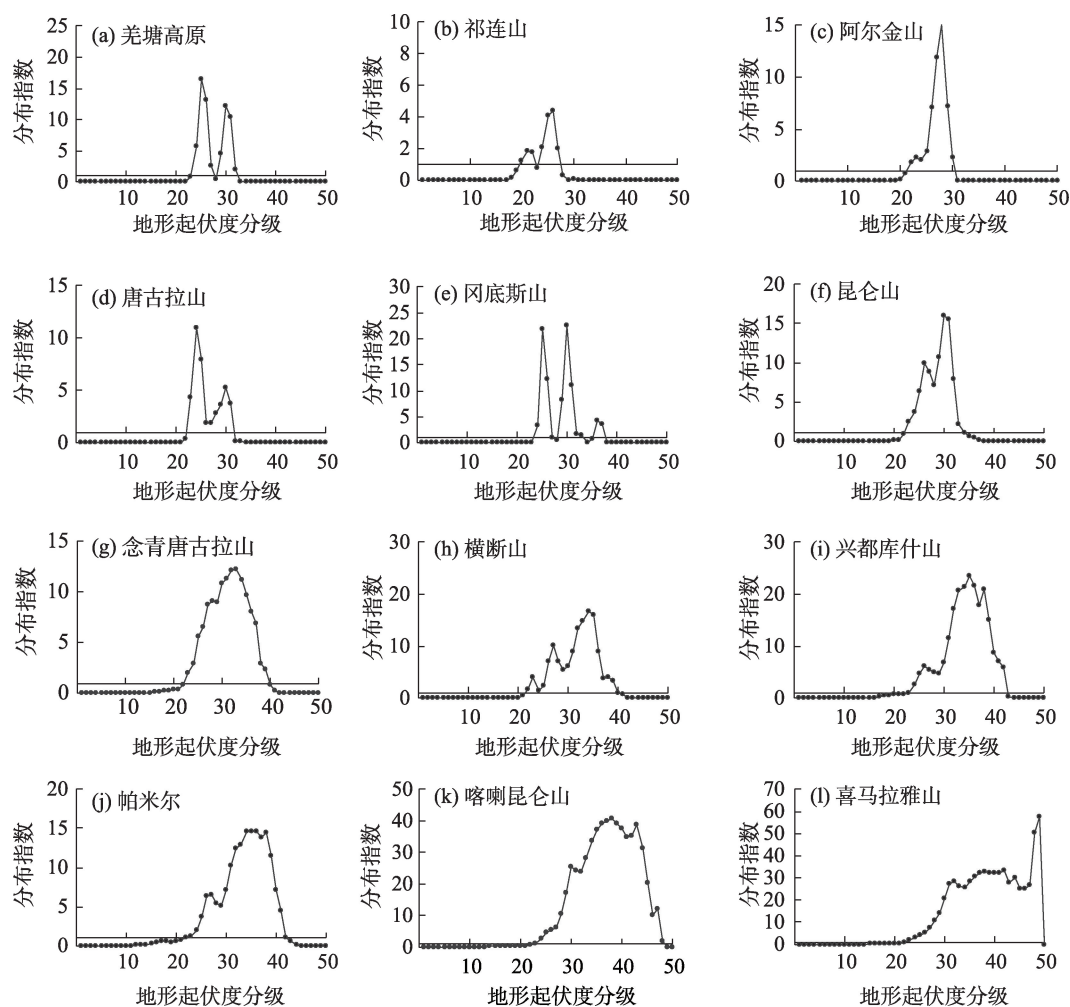 (a) 羌塘高原
25
20
15
10
5
0
分布指数
10 20 30 40 50
地形起伏度分级
(b) 祁连山
10
8
6
4
2
0
分布指数
10 20 30 40 50
地形起伏度分级
(c) 阿尔金山
15
10
5
0
分布指数
10 20 30 40 50
地形起伏度分级
(d) 唐古拉山
15
10
5
0
分布指数
10 20 30 40 50
地形起伏度分级
(e) 冈底斯山
30
25
20
15
10
5
0
分布指数
10 20 30 40 50
地形起伏度分级
(f) 昆仑山
20
15
10
5
0
分布指数
10 20 30 40 50
地形起伏度分级
(g) 念青唐古拉山
15
10
5
0
分布指数
10 20 30 40 50
地形起伏度分级
(h) 横断山
30
20
10
0
分布指数
10 20 30 40 50
地形起伏度分级
(i) 兴都库什山
30
20
10
0
分布指数
10 20 30 40 50
地形起伏度分级
(j) 帕米尔
20
15
10
5
0
分布指数
10 20 30 40 50
地形起伏度分级
(k) 喀喇昆仑山
50
40
30
20
10
0
分布指数
10 20 30 40 50
地形起伏度分级
(l) 喜马拉雅山
70
60
50
40
30
20
10
0
分布指数
10 20 30 40 50
地形起伏度分级